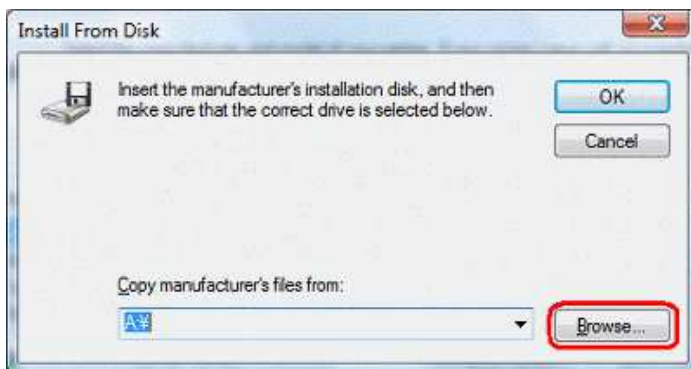 Install From Disk
Insert the manufacturer's installation disk, and then
make sure that the correct drive is selected below.
OK
Cancel
Copy manufacturer's files from:
A:¥
Browse...